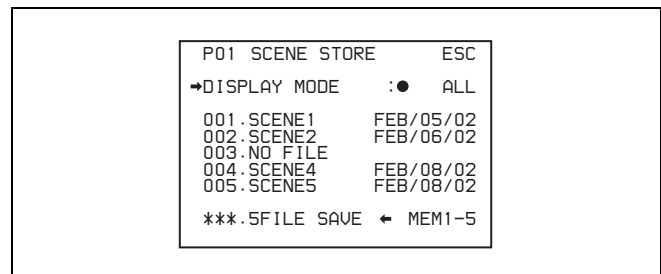 P01 SCENE STORE ESC
➡DISPLAY MODE :● ALL
001.SCENE1 FEB/05/02
002.SCENE2 FEB/06/02
003.NO FILE
004.SCENE4 FEB/08/02
005.SCENE5 FEB/08/02
***.5FILE SAVE ← MEM1-5